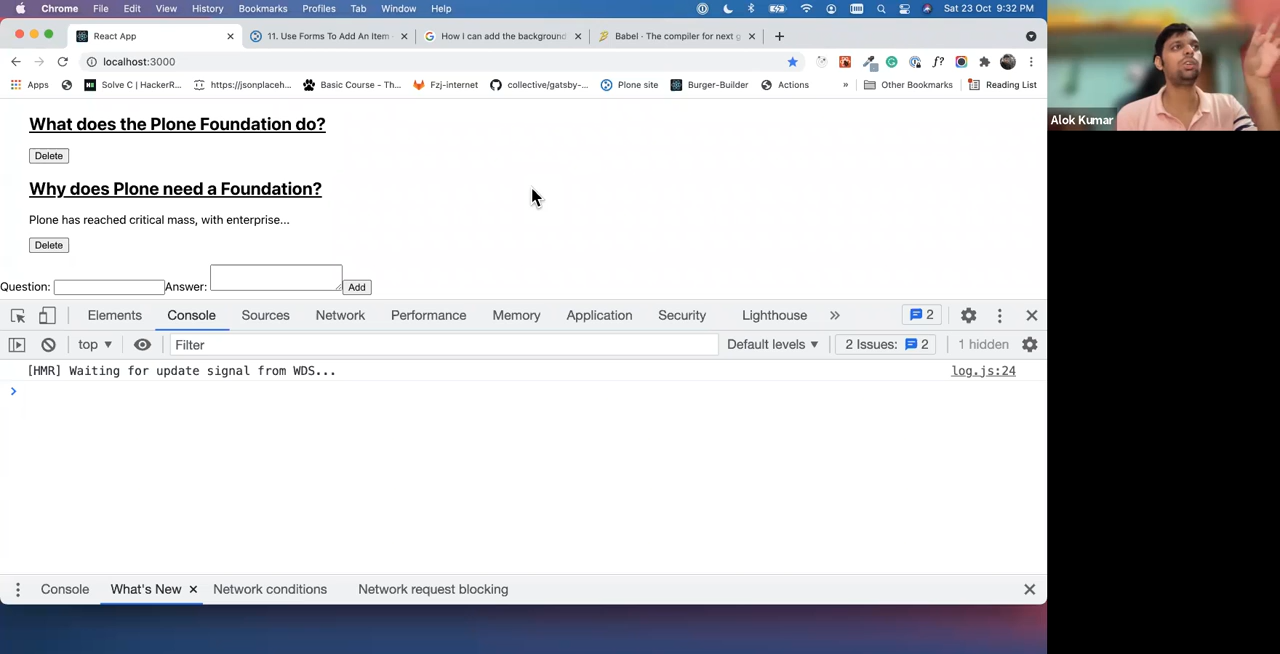 Chrome File Edit View History Bookmarks Profiles Tab Window Help Sat 23 Oct 9:32 PM
React App 11. Use Forms To Add An Item - How I can add the background Babel · The compiler for next g
localhost:3000 f?
Apps Solve C | HackerR... https://jsonplaceh... Basic Course – Th... Fzj-internet collective/gatsby-... Plone site Burger-Builder Actions » Other Bookmarks Reading List
What does the Plone Foundation do?
Delete
Why does Plone need a Foundation?
Plone has reached critical mass, with enterprise...
Delete
Question: Answer: Add
Elements Console Sources Network Performance Memory Application Security Lighthouse » 2
top Filter Default levels 2 Issues: 2 1 hidden
[HMR] Waiting for update signal from WDS... log.js:24
Console What's New Network conditions Network request blocking
Alok Kumar